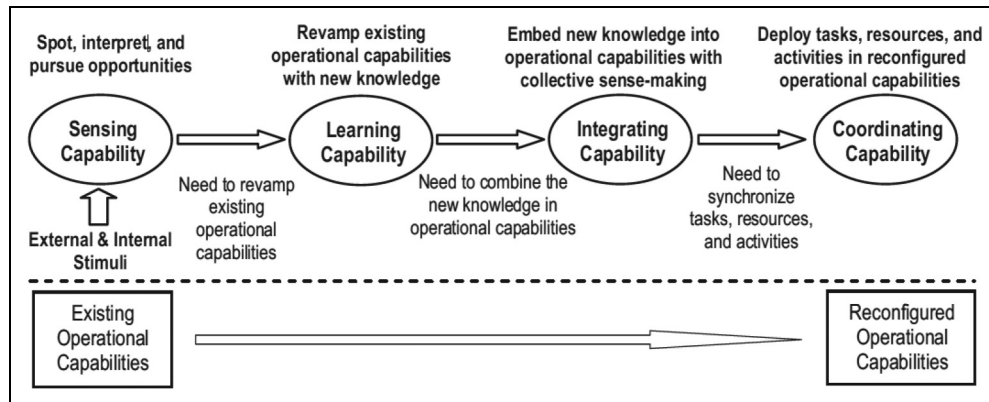 Spot, interpret, and
pursue opportunities
Revamp existing
operational capabilities
with new knowledge
Embed new knowledge into
operational capabilities with
collective sense-making
Deploy tasks, resources, and
activities in reconfigured
operational capabilities
Sensing
Capability
Learning
Capability
Integrating
Capability
Coordinating
Capability
Need to revamp
existing
operational
capabilities
Need to combine the
new knowledge in
operational capabilities
Need to
synchronize
tasks, resources,
and activities
External & Internal
Stimuli
Existing
Operational
Capabilities
Reconfigured
Operational
Capabilities